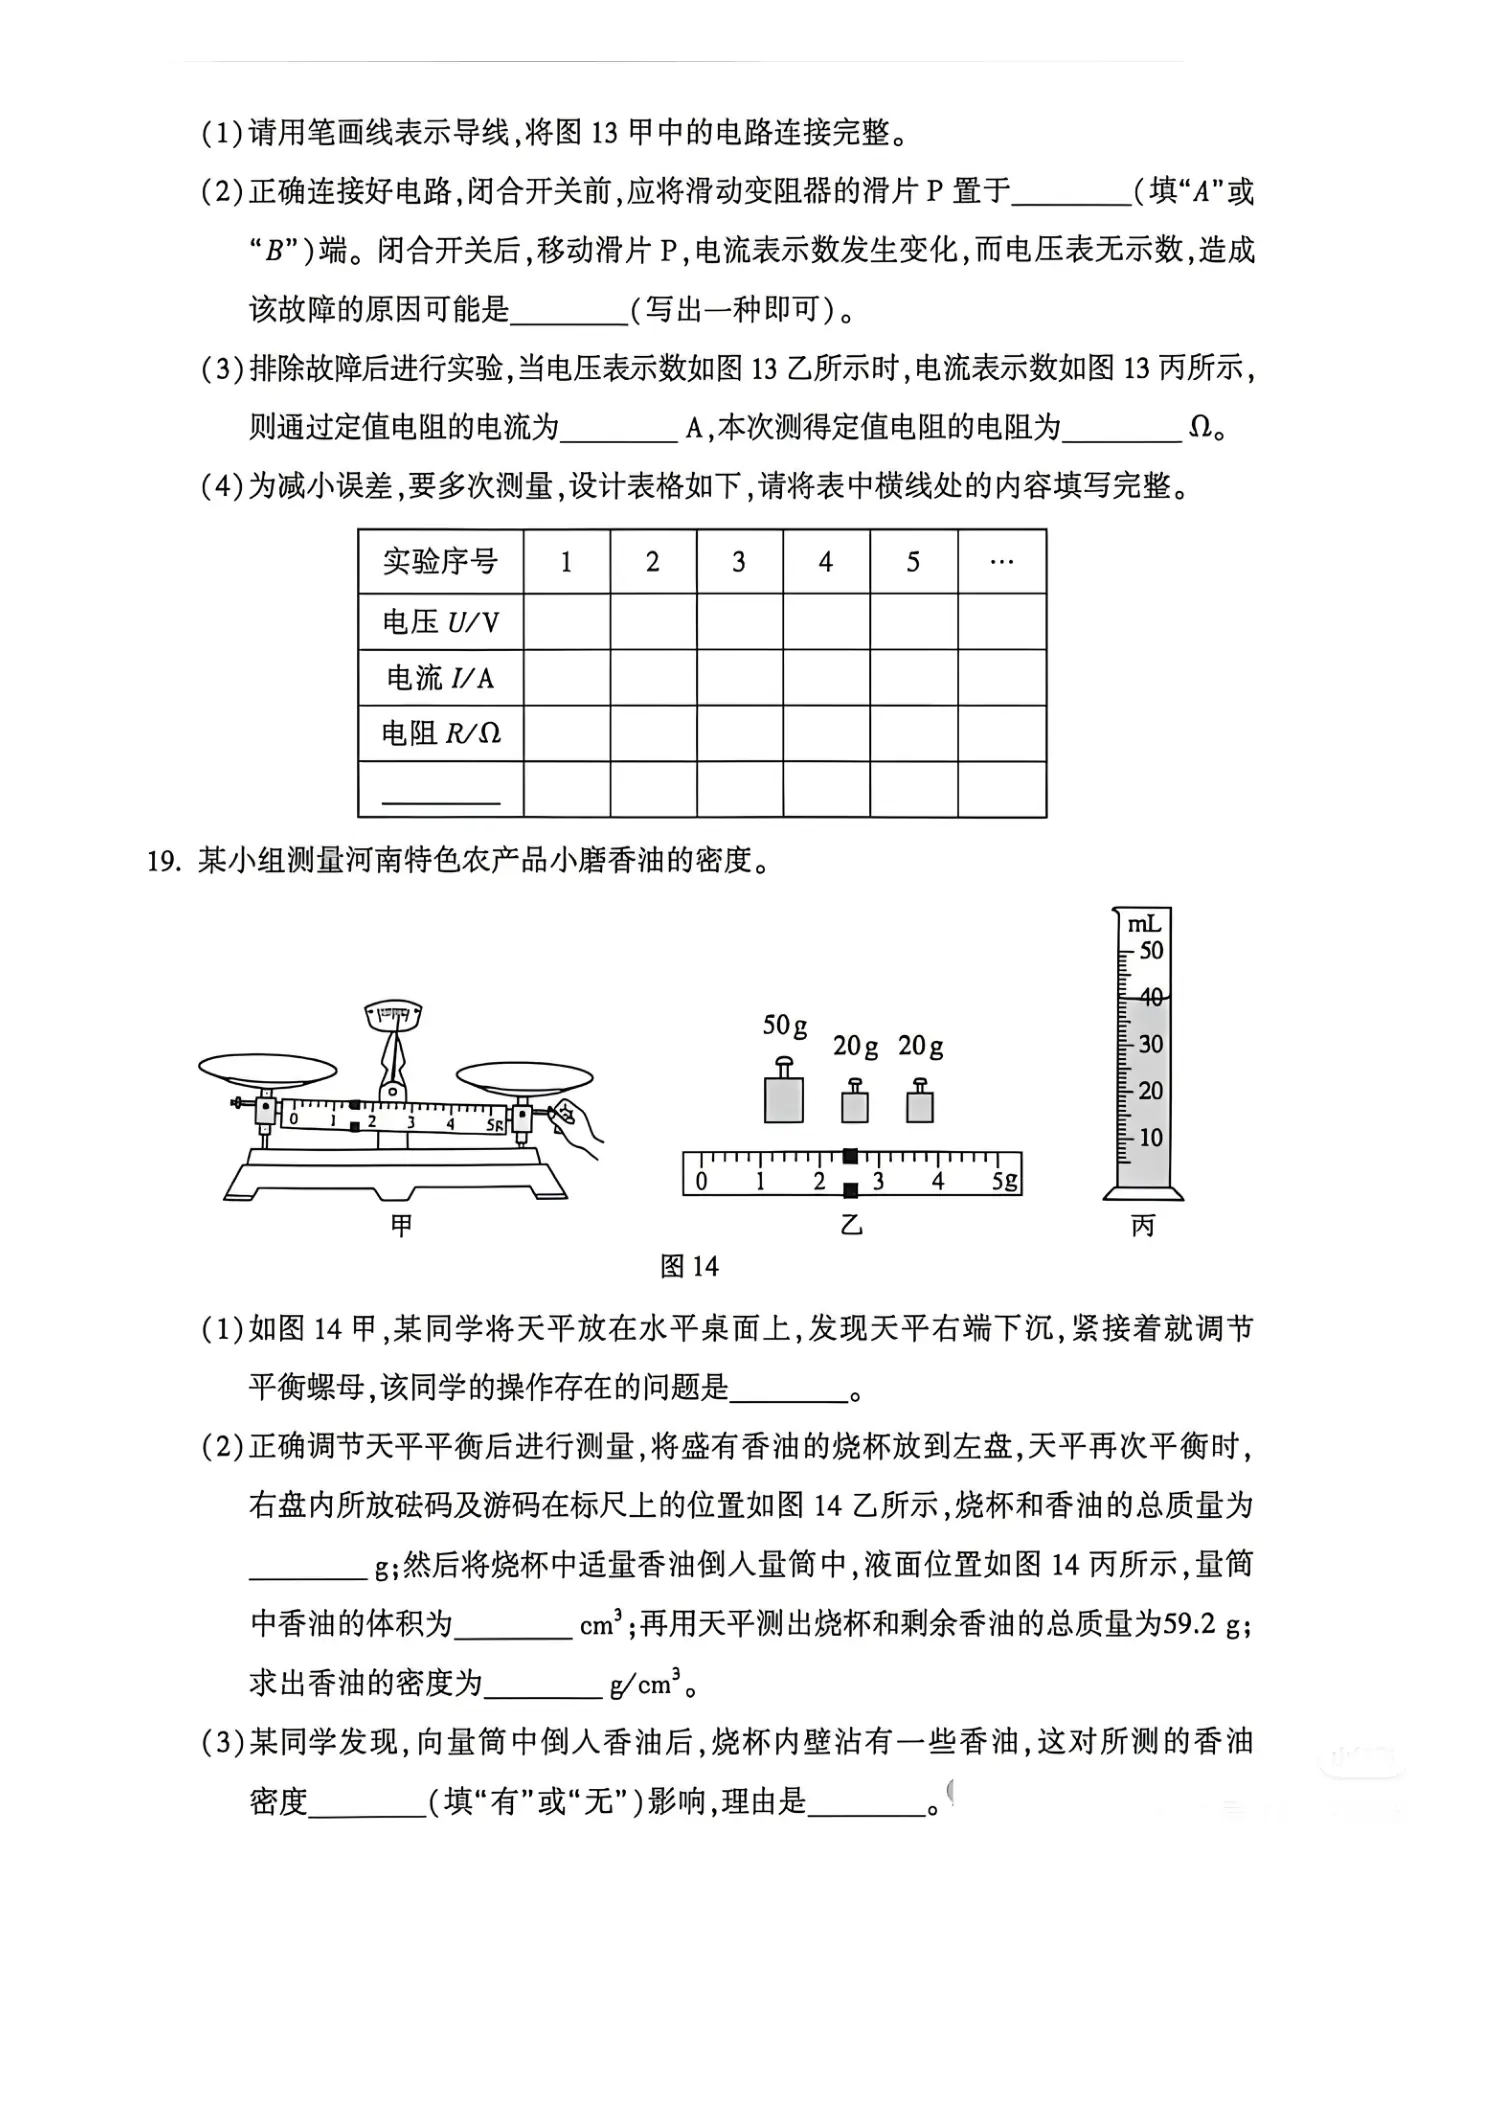 (1)请用笔画线表示导线,将图 13 甲中的电路连接完整。
(2)正确连接好电路,闭合开关前,应将滑动变阻器的滑片 P 置于________(填“A”或
“B”)端。闭合开关后,移动滑片 P,电流表示数发生变化,而电压表无示数,造成
该故障的原因可能是________(写出一种即可)。
(3)排除故障后进行实验,当电压表示数如图 13 乙所示时,电流表示数如图 13 丙所示,
则通过定值电阻的电流为________ A,本次测得定值电阻的电阻为________ Ω。
(4)为减小误差,要多次测量,设计表格如下,请将表中横线处的内容填写完整。
实验序号 1 2 3 4 5 …
电压 U/V
电流 I/A
电阻 R/Ω
________
19. 某小组测量河南特色农产品小磨香油的密度。
0 1 2 3 4 5g
甲
50g 20g 20g
0 1 2 3 4 5g
乙
mL
50
40
30
20
10
丙
图 14
(1)如图 14 甲,某同学将天平放在水平桌面上,发现天平右端下沉,紧接着就调节
平衡螺母,该同学的操作存在的问题是________。
(2)正确调节天平平衡后进行测量,将盛有香油的烧杯放到左盘,天平再次平衡时,
右盘内所放砝码及游码在标尺上的位置如图 14 乙所示,烧杯和香油的总质量为
________ g;然后将烧杯中适量香油倒入量筒中,液面位置如图 14 丙所示,量筒
中香油的体积为________ cm³;再用天平测出烧杯和剩余香油的总质量为59.2 g;
求出香油的密度为________ g/cm³。
(3)某同学发现,向量筒中倒入香油后,烧杯内壁沾有一些香油,这对所测的香油
密度________(填“有”或“无”)影响,理由是________。